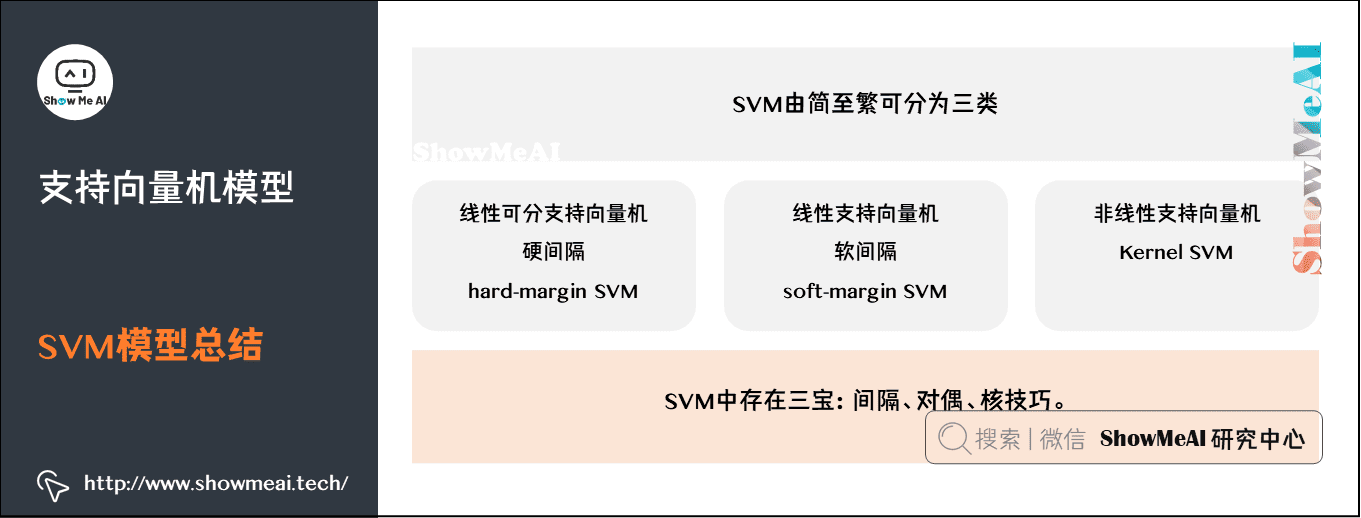 Show Me AI
支持向量机模型
SVM模型总结
http://www.showmeai.tech/
SVM由简至繁可分为三类
ShowMeAI
ShowMeAI
线性可分支持向量机
硬间隔
hard-margin SVM
线性支持向量机
软间隔
soft-margin SVM
非线性支持向量机
Kernel SVM
SVM中存在三宝：间隔、对偶、核技巧。
搜索 | 微信 ShowMeAI 研究中心